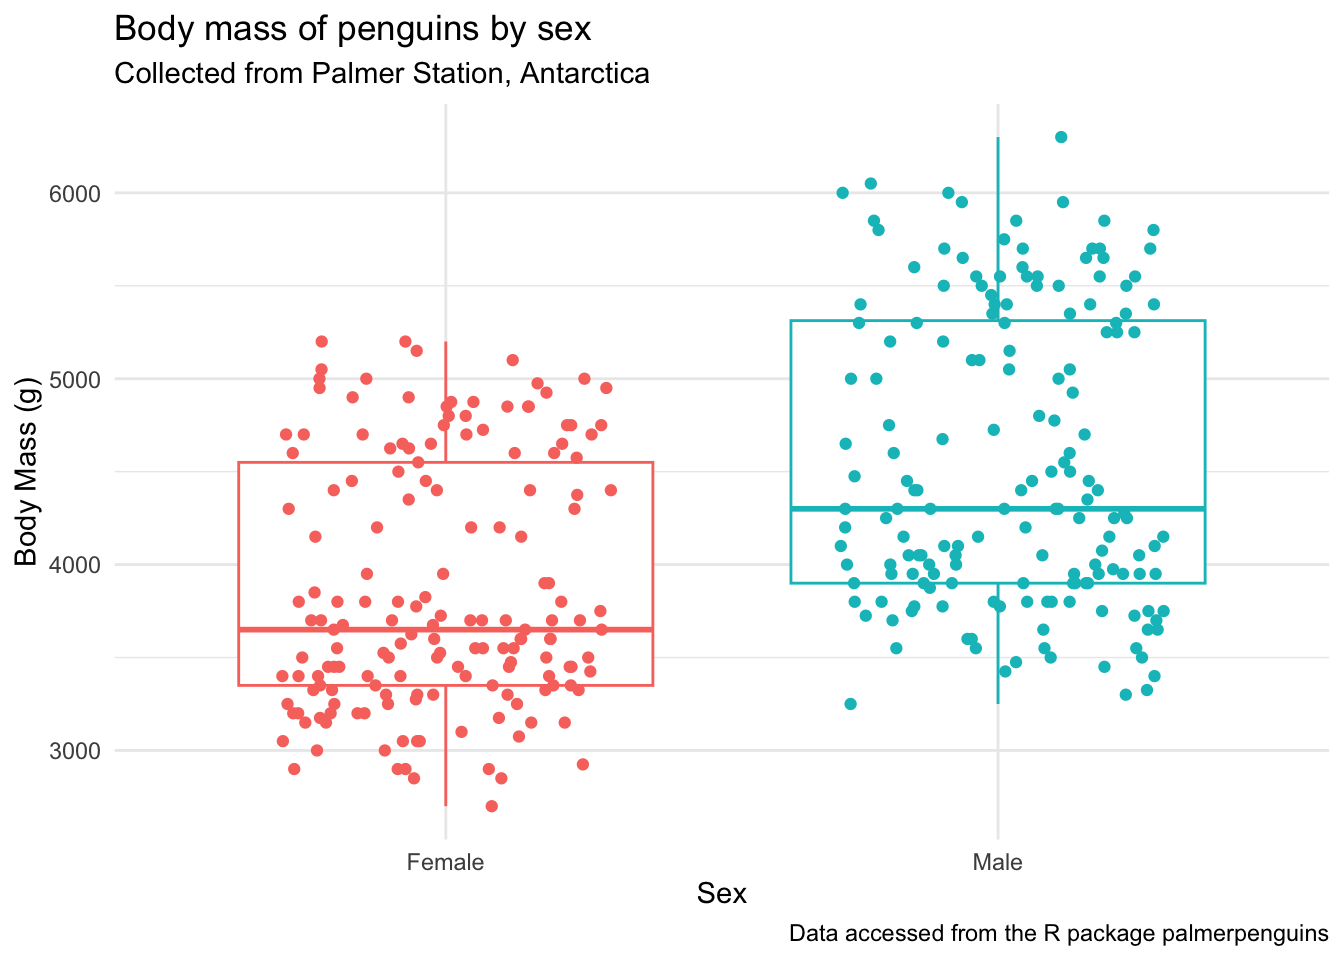 Body mass of penguins by sex
Collected from Palmer Station, Antarctica
6000
5000
4000
3000
Body Mass (g)
Female
Male
Sex
Data accessed from the R package palmerpenguins